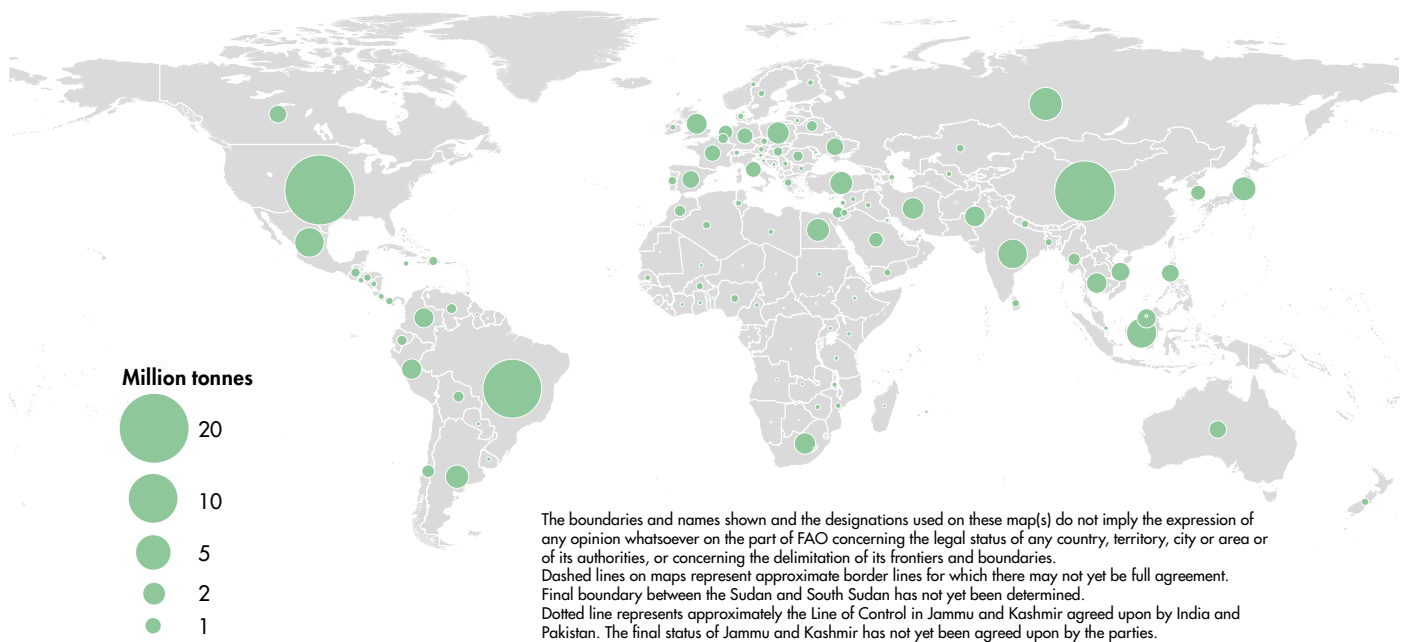 Million tonnes
20
10
5
2
1
The boundaries and names shown and the designations used on these map(s) do not imply the expression of
any opinion whatsoever on the part of FAO concerning the legal status of any country, territory, city or area or
of its authorities, or concerning the delimitation of its frontiers and boundaries.
Dashed lines on maps represent approximate border lines for which there may not yet be full agreement.
Final boundary between the Sudan and South Sudan has not yet been determined.
Dotted line represents approximately the Line of Control in Jammu and Kashmir agreed upon by India and
Pakistan. The final status of Jammu and Kashmir has not yet been agreed upon by the parties.